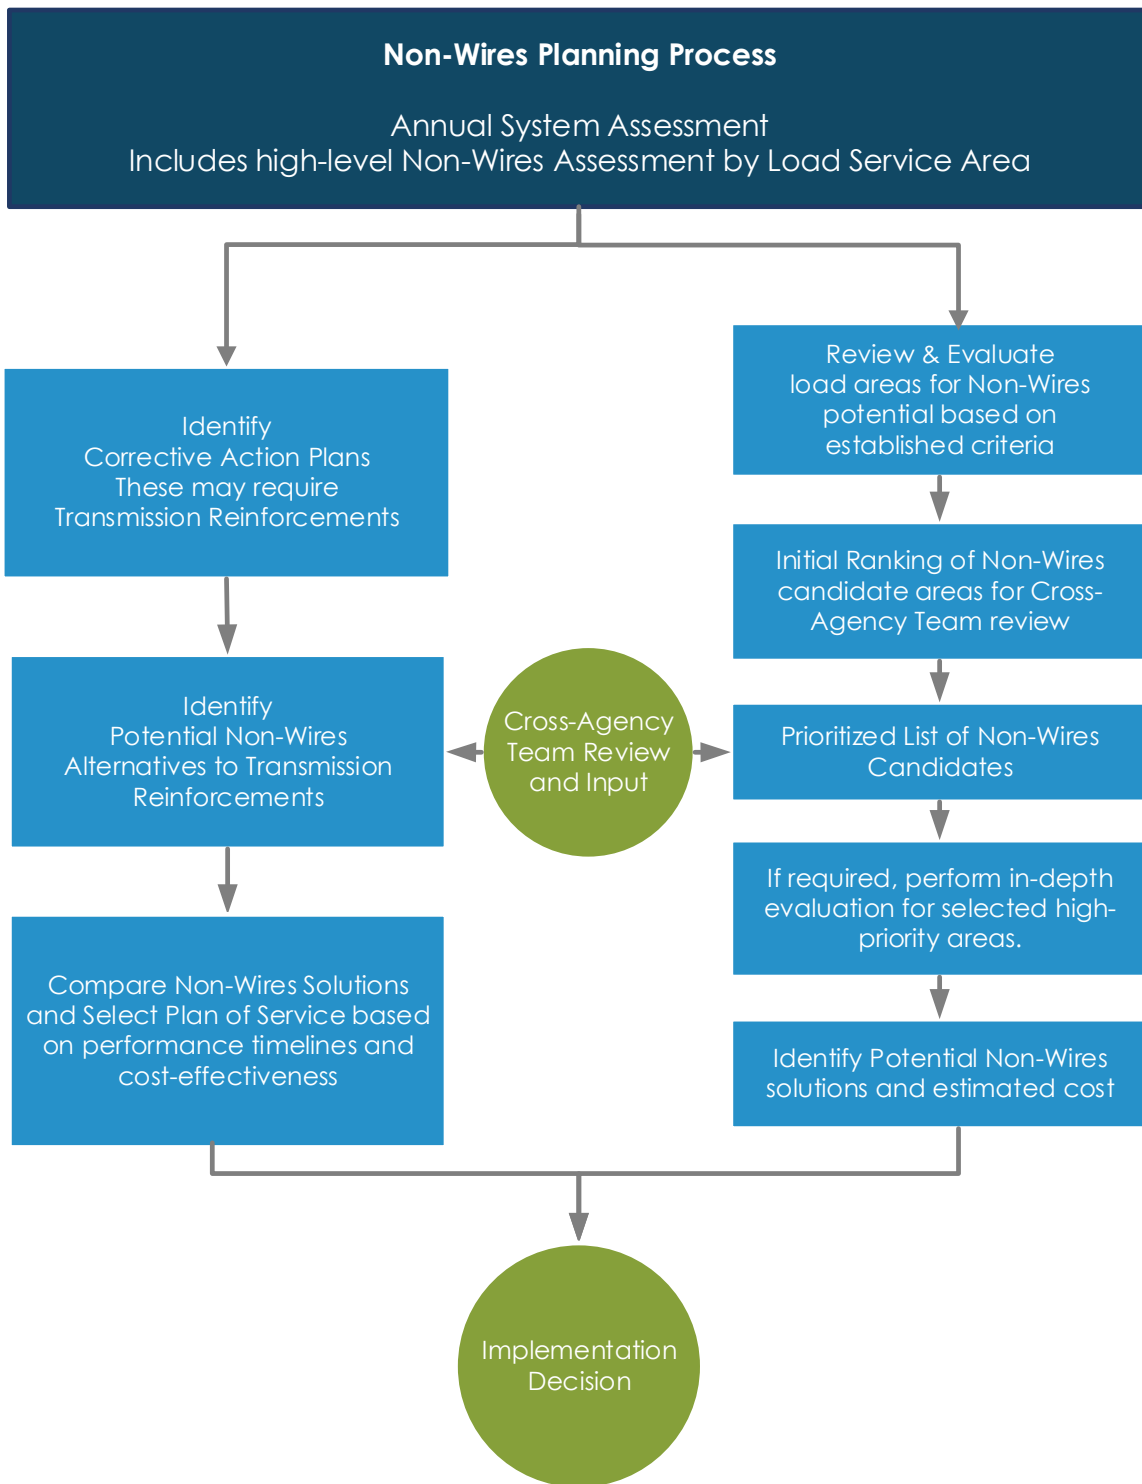 Non-Wires Planning Process
Annual System Assessment
Includes high-level Non-Wires Assessment by Load Service Area
Identify
Corrective Action Plans
These may require
Transmission Reinforcements
Identify
Potential Non-Wires
Alternatives to Transmission
Reinforcements
Compare Non-Wires Solutions
and Select Plan of Service based
on performance timelines and
cost-effectiveness
Cross-Agency
Team Review
and Input
Review & Evaluate
load areas for Non-Wires
potential based on
established criteria
Initial Ranking of Non-Wires
candidate areas for Cross-
Agency Team review
Prioritized List of Non-Wires
Candidates
If required, perform in-depth
evaluation for selected high-
priority areas.
Identify Potential Non-Wires
solutions and estimated cost
Implementation
Decision